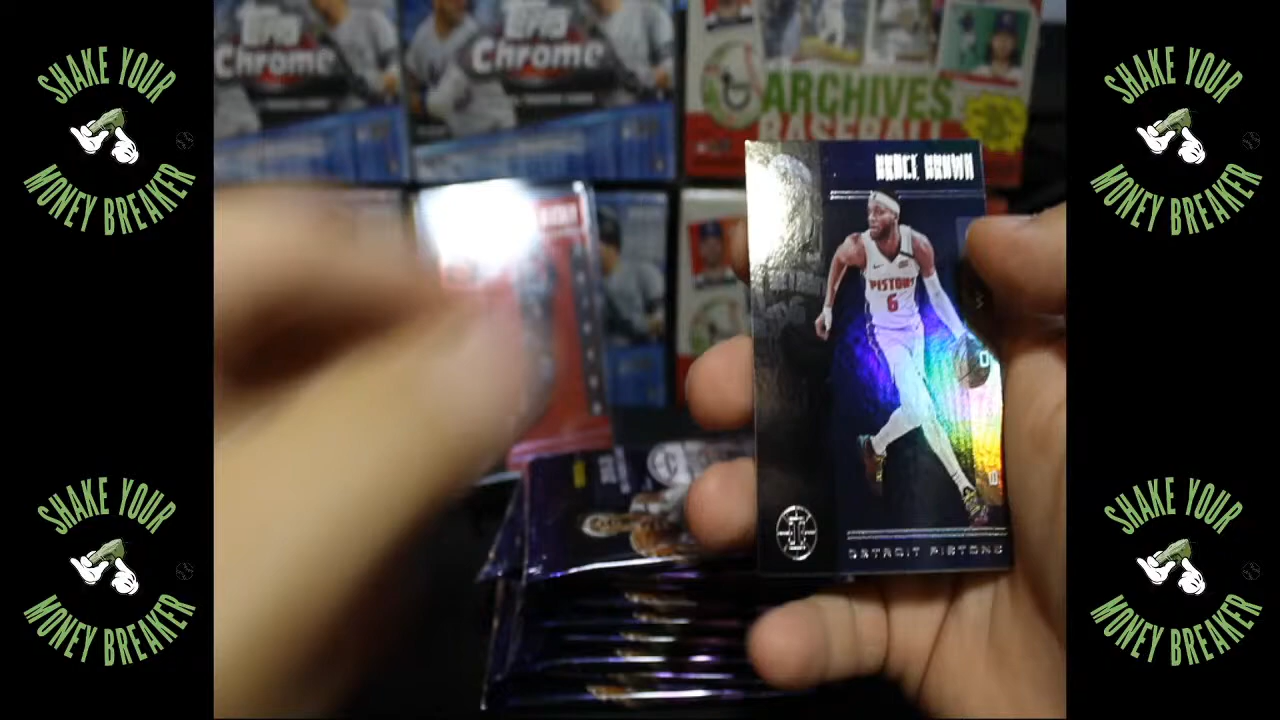 SHAKE YOUR
MONEY BREAKER
SHAKE YOUR
MONEY BREAKER
SHAKE YOUR
MONEY BREAKER
SHAKE YOUR
MONEY BREAKER
Topps
Chrome
Topps
Chrome
ARCHIVES
BASEBALL
BRUCE BROWN
PISTONS
6
DETROIT PISTONS